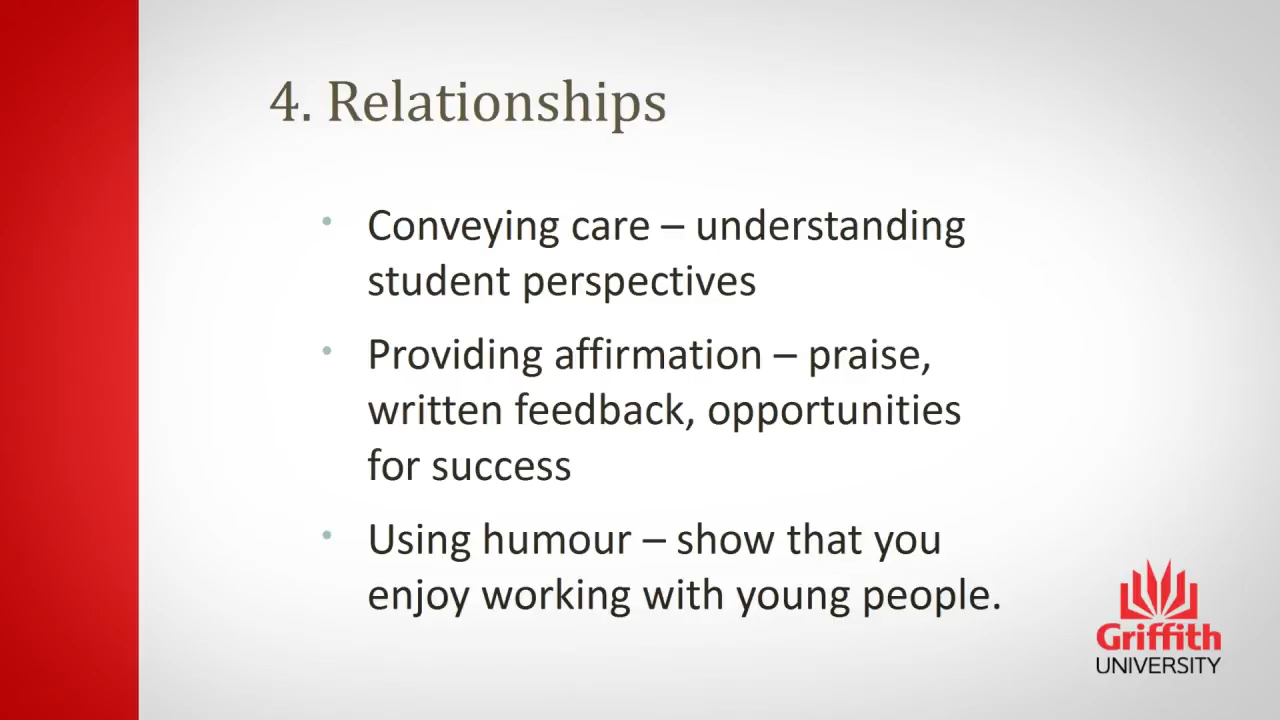 4. Relationships
• Conveying care – understanding
student perspectives
• Providing affirmation – praise,
written feedback, opportunities
for success
• Using humour – show that you
enjoy working with young people.
Griffith
UNIVERSITY